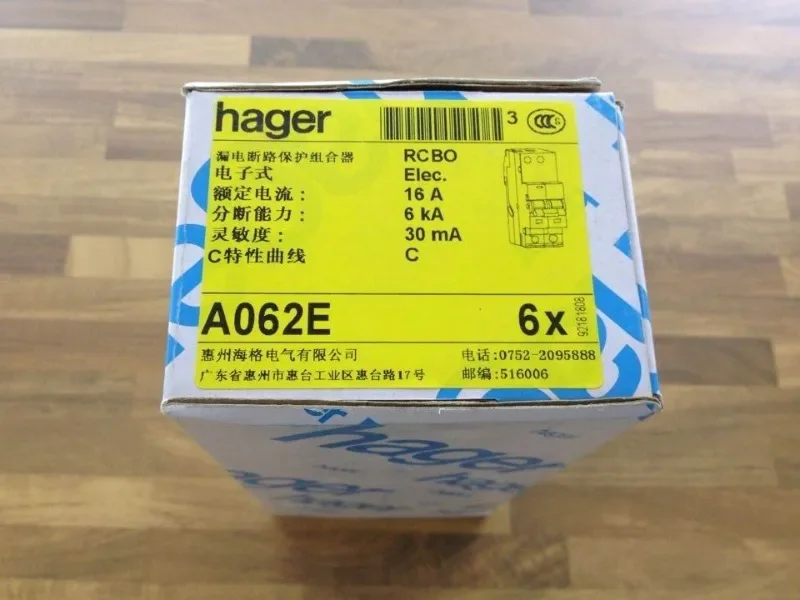 hager 3 CCC S
漏电断路保护组合器 RCBO
电子式 Elec.
额定电流: 16 A
分断能力: 6 kA
灵敏度: 30 mA
C特性曲线 C
A062E 6x
92181808
惠州海格电气有限公司 电话:0752-2095888
广东省惠州市惠台工业区惠台路17号 邮编:516006
hager
hager